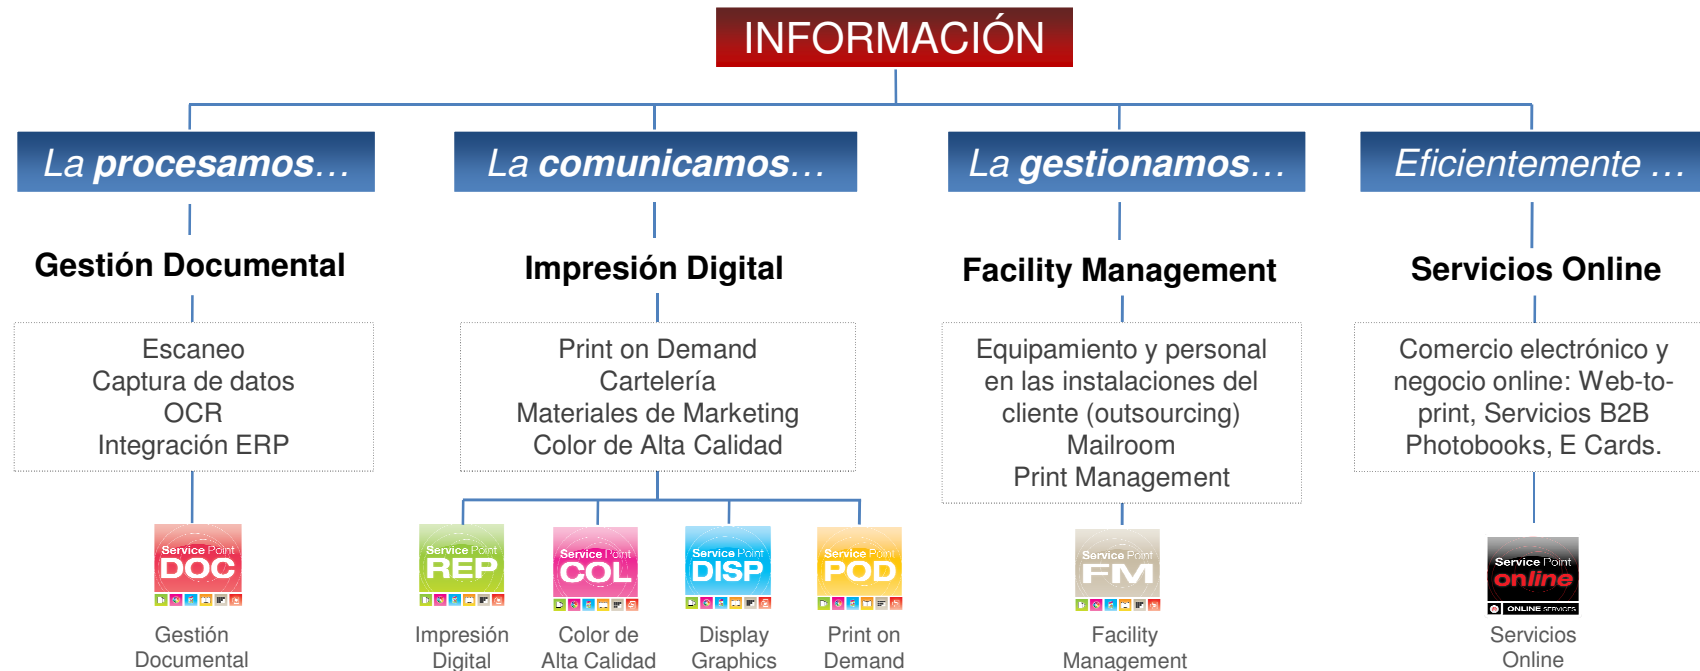 INFORMACIÓN
La procesamos…
La comunicamos…
La gestionamos…
Eficientemente …
Gestión Documental
Impresión Digital
Facility Management
Servicios Online
Escaneo
Captura de datos
OCR
Integración ERP
Print on Demand
Cartelería
Materiales de Marketing
Color de Alta Calidad
Equipamiento y personal
en las instalaciones del
cliente (outsourcing)
Mailroom
Print Management
Comercio electrónico y
negocio online: Web-to-
print, Servicios B2B
Photobooks, E Cards.
Service Point
DOC
Service Point
REP
Service Point
COL
Service Point
DISP
Service Point
POD
Service Point
FM
Service Point
online
ONLINE SERVICES
Gestión
Documental
Impresión
Digital
Color de
Alta Calidad
Display
Graphics
Print on
Demand
Facility
Management
Servicios
Online